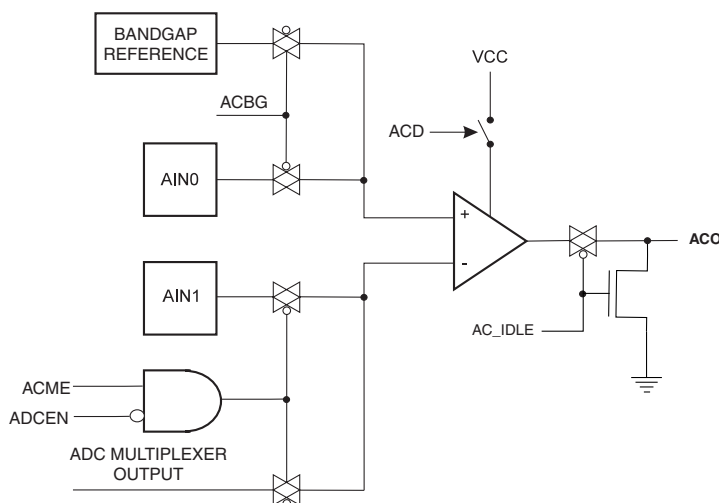 BANDGAP
REFERENCE
VCC
ACBG
ACD
AIN0
+
-
ACO
AIN1
AC_IDLE
ACME
ADCEN
ADC MULTIPLEXER
OUTPUT